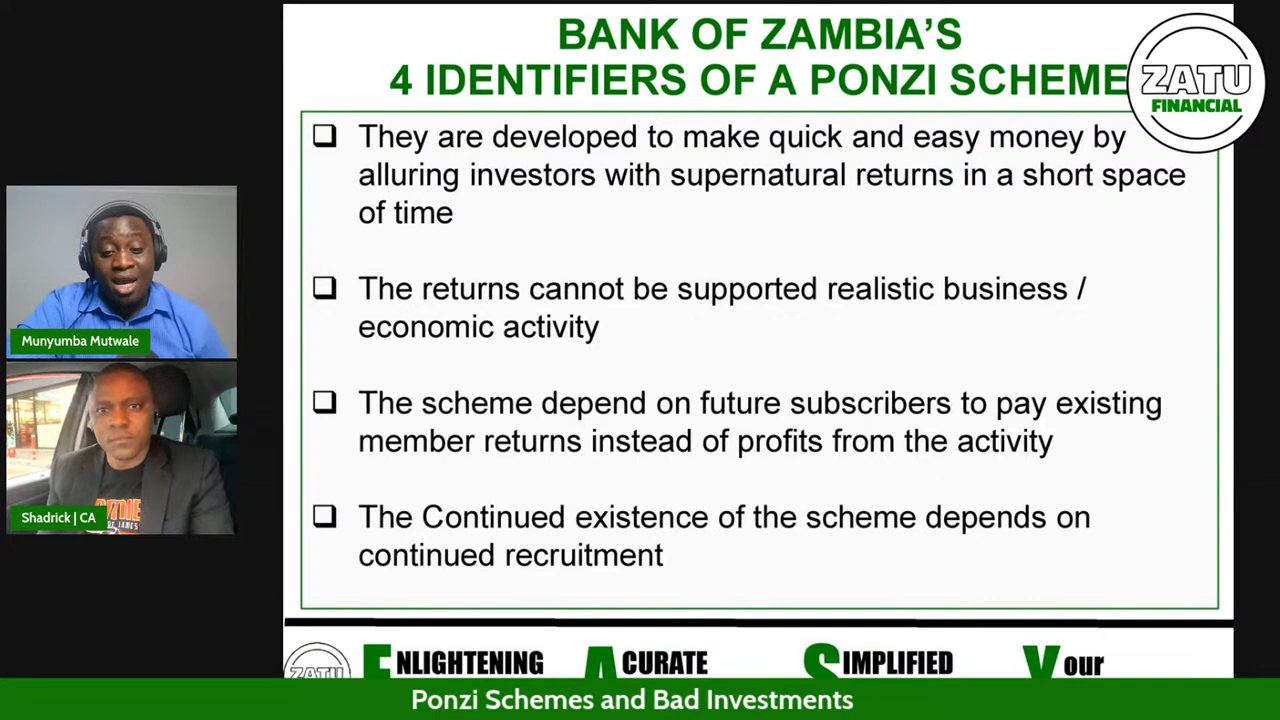 BANK OF ZAMBIA'S
4 IDENTIFIERS OF A PONZI SCHEME
ZATU
FINANCIAL
They are developed to make quick and easy money by
alluring investors with supernatural returns in a short space
of time
The returns cannot be supported realistic business /
economic activity
The scheme depend on future subscribers to pay existing
member returns instead of profits from the activity
The Continued existence of the scheme depends on
continued recruitment
Munyumba Mutwale
Shadrick | CA
ZATU
ENLIGHTENING ACURATE SIMPLIFIED Your
Ponzi Schemes and Bad Investments